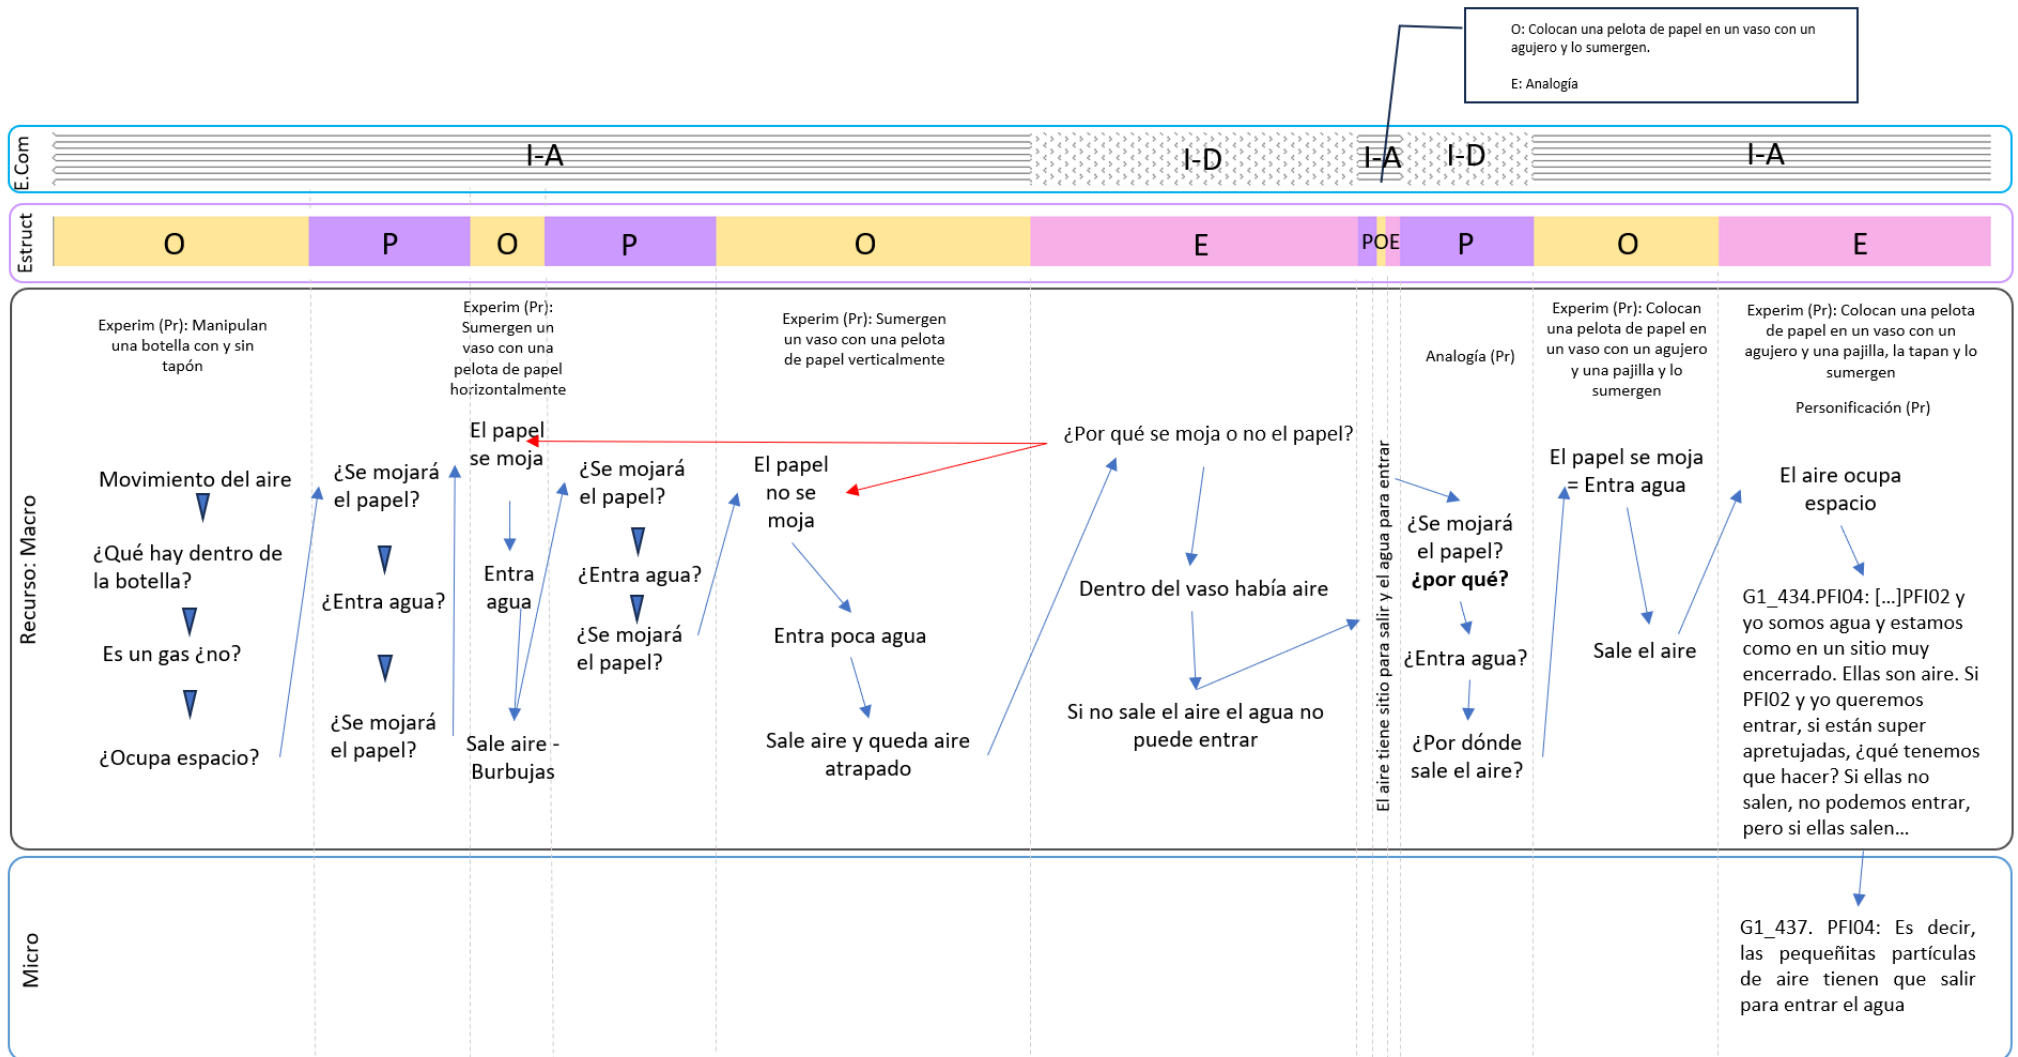 O: Colocan una pelota de papel en un vaso con un
agujero y lo sumergen.
E: Analogía
E.Com
I-A
I-D
I-A
I-D
I-A
Estruct
O
P
O
P
O
E
P
O
E
P
O
E
Recurso: Macro
Experim (Pr): Manipulan
una botella con y sin
tapón
Movimiento del aire
¿Qué hay dentro de
la botella?
Es un gas ¿no?
¿Ocupa espacio?
¿Se mojará
el papel?
¿Entra agua?
¿Se mojará
el papel?
Experim (Pr):
Sumergen un
vaso con una
pelota de papel
horizontalmente
El papel
se moja
Entra
agua
Sale aire -
Burbujas
¿Se mojará
el papel?
¿Entra agua?
¿Se mojará
el papel?
Experim (Pr): Sumergen
un vaso con una pelota
de papel verticalmente
El papel
no se
moja
Entra poca agua
Sale aire y queda aire
atrapado
¿Por qué se moja o no el papel?
Dentro del vaso había aire
Si no sale el aire el agua no
puede entrar
El aire tiene sitio para salir y el agua para entrar
Analogía (Pr)
¿Se mojará
el papel?
¿por qué?
¿Entra agua?
¿Por dónde
sale el aire?
Experim (Pr): Colocan
una pelota de papel en
un vaso con un agujero
y una pajilla y lo
sumergen
El papel se moja
= Entra agua
Sale el aire
Experim (Pr): Colocan una pelota
de papel en un vaso con un
agujero y una pajilla, la tapan y lo
sumergen
Personificación (Pr)
El aire ocupa
espacio
G1_434.PFI04: [...]PFI02 y
yo somos agua y estamos
como en un sitio muy
encerrado. Ellas son aire. Si
PFI02 y yo queremos
entrar, si están super
apretujadas, ¿qué tenemos
que hacer? Si ellas no
salen, no podemos entrar,
pero si ellas salen...
Micro
G1_437. PFI04: Es decir,
las pequeñitas partículas
de aire tienen que salir
para entrar el agua